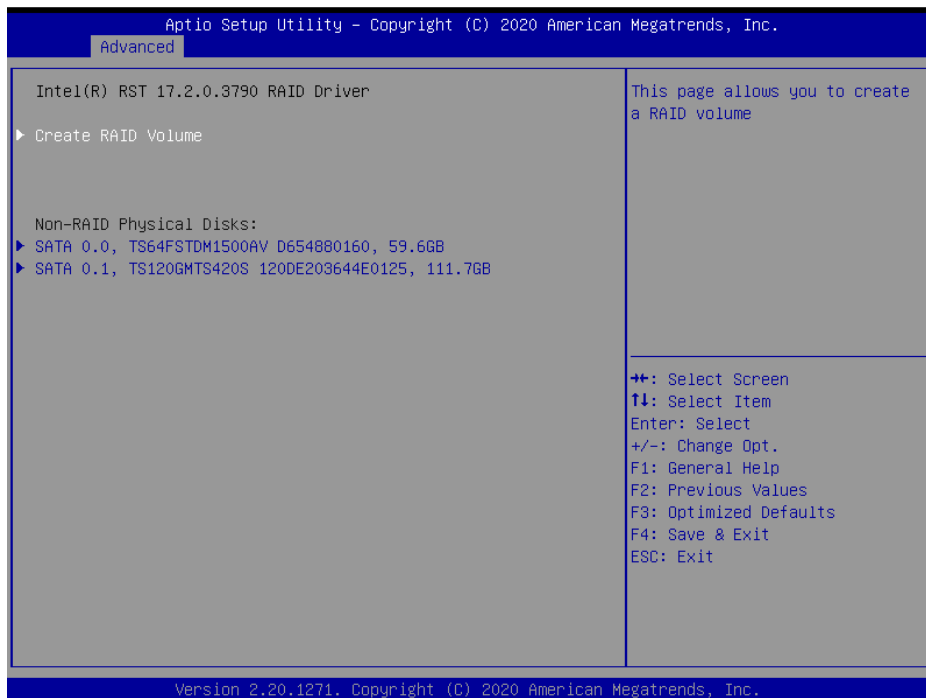 Aptio Setup Utility – Copyright (C) 2020 American Megatrends, Inc.
Advanced
Intel(R) RST 17.2.0.3790 RAID Driver
Create RAID Volume
Non-RAID Physical Disks:
SATA 0.0, TS64FSTDM1500AV D654880160, 59.6GB
SATA 0.1, TS120GMTS420S 120DE203644E0125, 111.7GB
This page allows you to create
a RAID volume
→←: Select Screen
↑↓: Select Item
Enter: Select
+/-: Change Opt.
F1: General Help
F2: Previous Values
F3: Optimized Defaults
F4: Save & Exit
ESC: Exit
Version 2.20.1271. Copyright (C) 2020 American Megatrends, Inc.